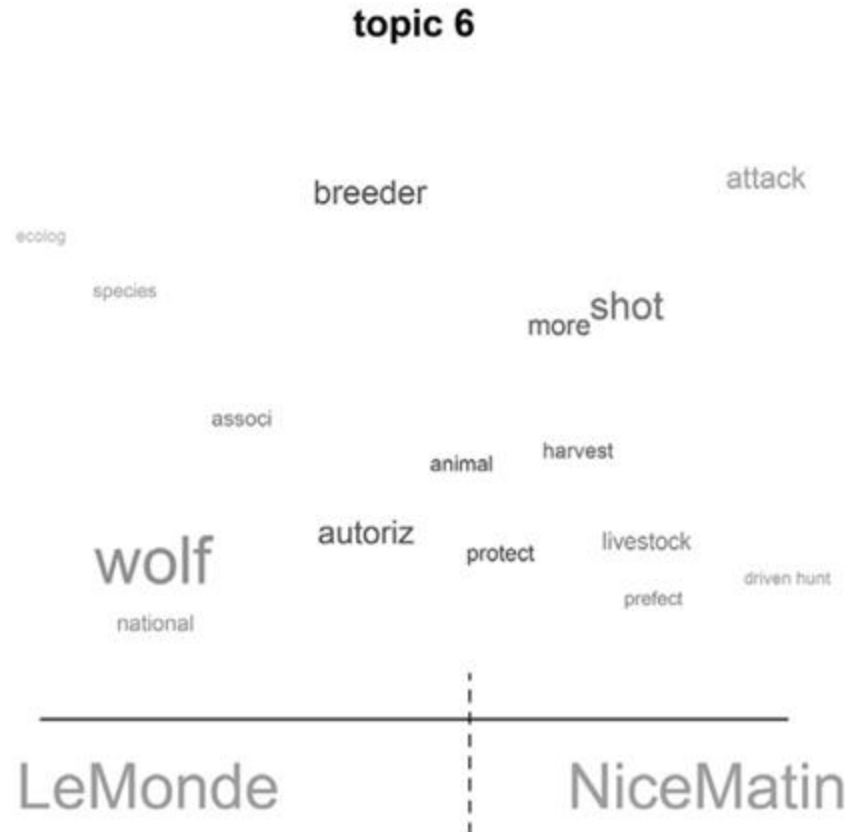 topic 6
attack
breeder
ecolog
species
shot
more
associ
harvest
animal
autoriz
livestock
protect
wolf
driven hunt
prefect
national
LeMonde
NiceMatin